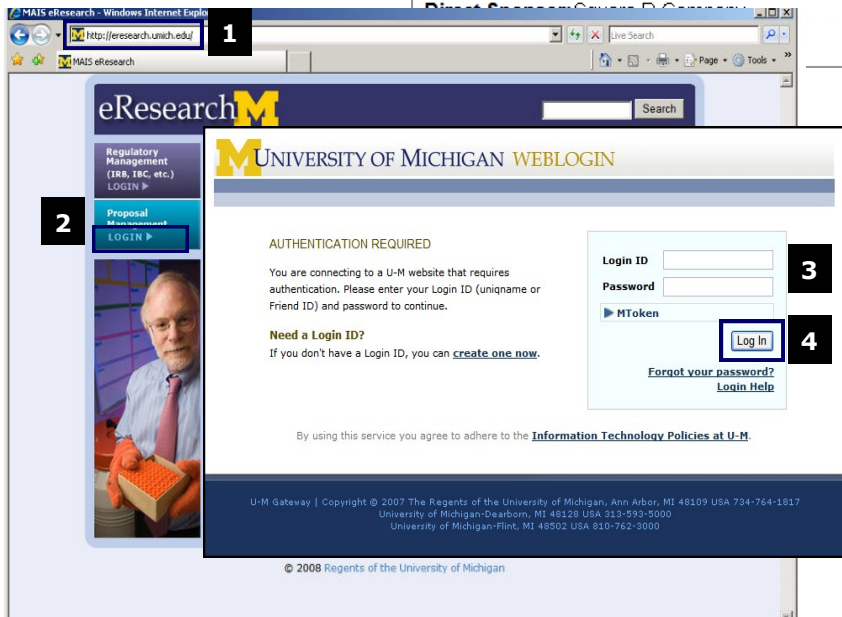 Direct Sponsor: Square D Company
MAIS eResearch - Windows Internet Explo
http://eresearch.umich.edu/
1
Live Search
MAIS eResearch
Page
Tools
»
eResearch M
Search
Regulatory
Management
(IRB, IBC, etc.)
LOGIN
2
Proposal
Management
LOGIN
M UNIVERSITY OF MICHIGAN WEBLOGIN
AUTHENTICATION REQUIRED
You are connecting to a U-M website that requires
authentication. Please enter your Login ID (uniqname or
Friend ID) and password to continue.
Need a Login ID?
If you don't have a Login ID, you can create one now.
Login ID
Password
3
MToken
Log In
4
Forgot your password?
Login Help
By using this service you agree to adhere to the Information Technology Policies at U-M.
U-M Gateway | Copyright © 2007 The Regents of the University of Michigan, Ann Arbor, MI 48109 USA 734-764-1817
University of Michigan-Dearborn, MI 48128 USA 313-593-5000
University of Michigan-Flint, MI 48502 USA 810-762-3000
© 2008 Regents of the University of Michigan